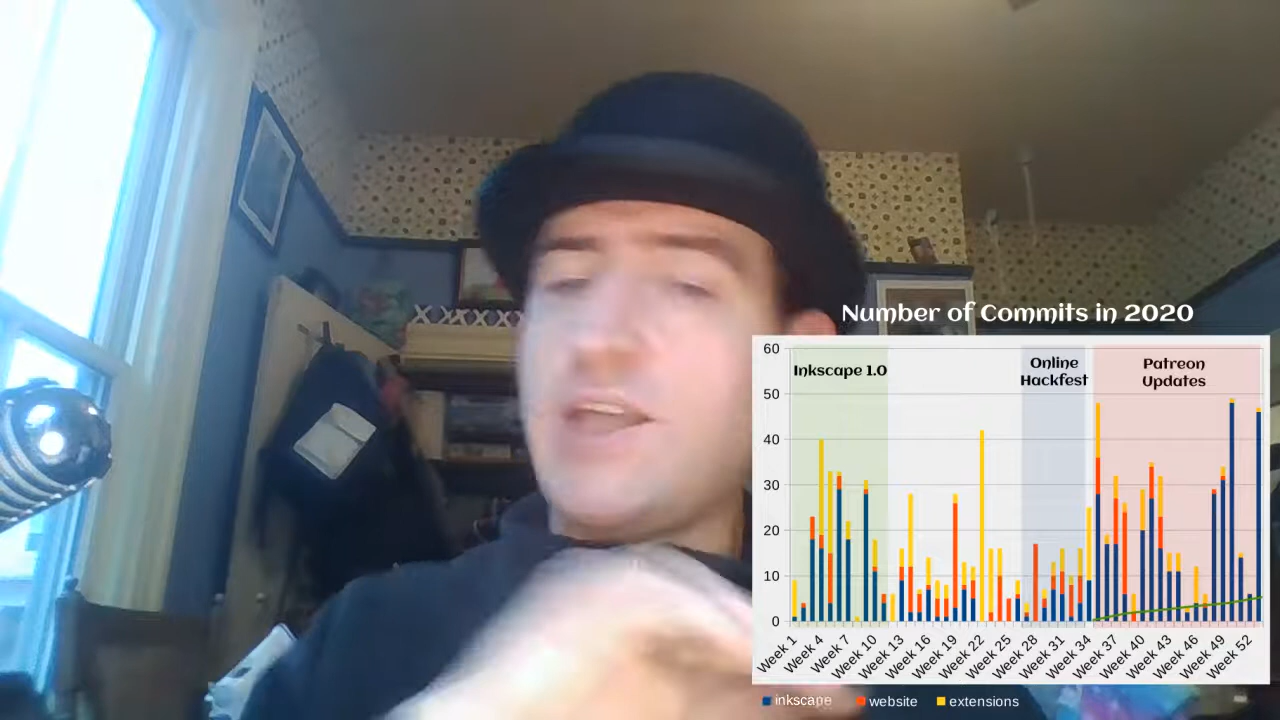 Number of Commits in 2020
60
50
40
30
20
10
0
Inkscape 1.0
Online
Hackfest
Patreon
Updates
Week 1
Week 4
Week 7
Week 10
Week 13
Week 16
Week 19
Week 22
Week 25
Week 28
Week 31
Week 34
Week 37
Week 40
Week 43
Week 46
Week 49
Week 52
inkscape website extensions